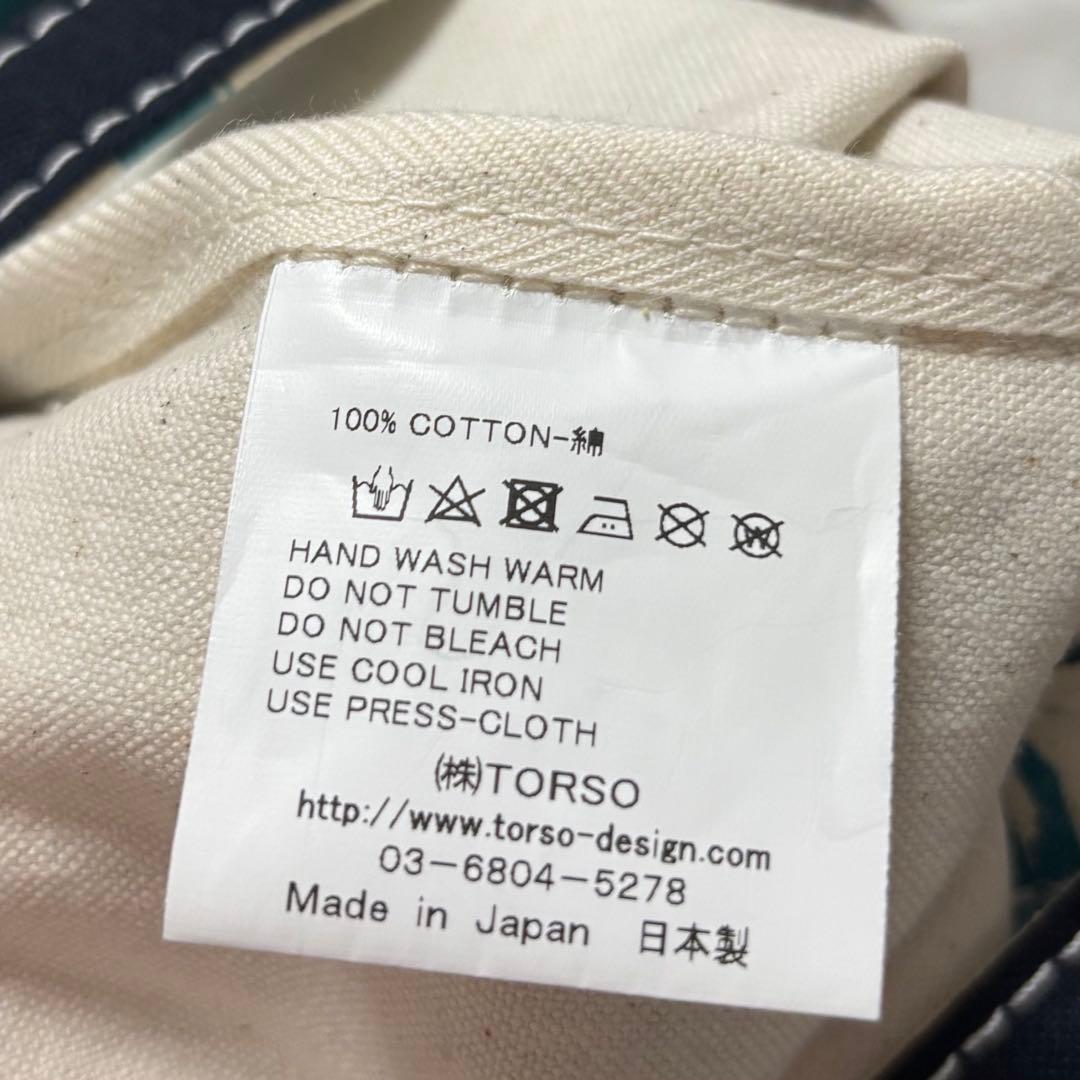 100% COTTON-綿
HAND WASH WARM
DO NOT TUMBLE
DO NOT BLEACH
USE COOL IRON
USE PRESS-CLOTH
㈱TORSO
http://www.torso-design.com
03-6804-5278
Made in Japan 日本製